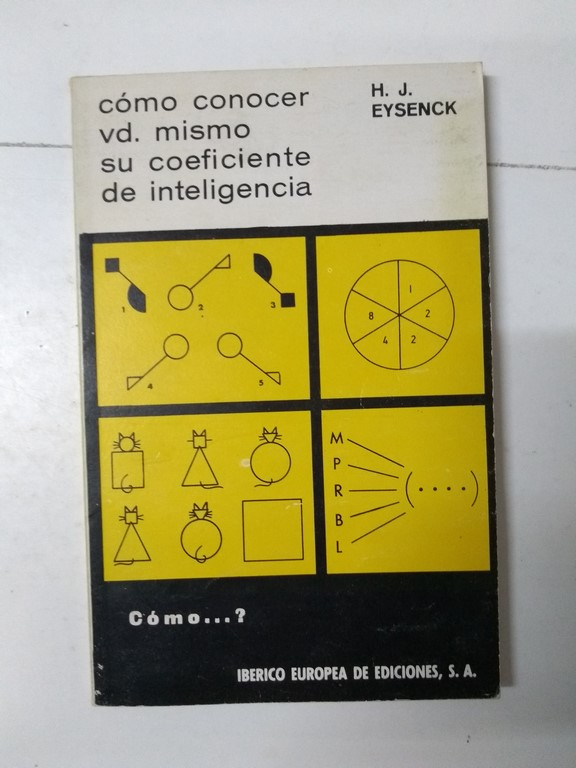 cómo conocer
vd. mismo
su coeficiente
de inteligencia
H. J.
EYSENCK
1
2
3
4
5
1
8
2
4
2
M
P
R
B
L
(....)
Cómo...?
IBERICO EUROPEA DE EDICIONES, S. A.